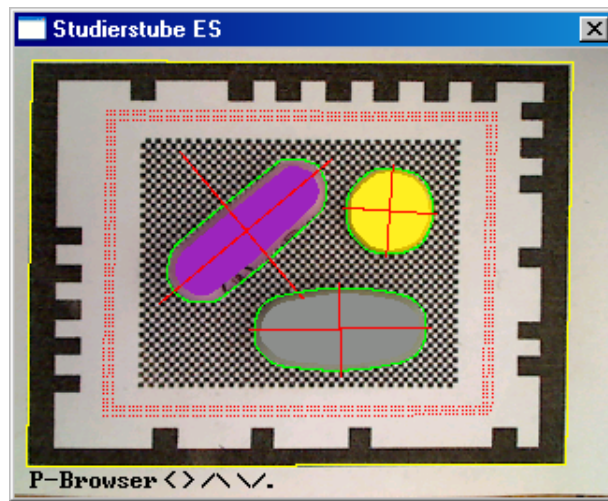 Studierstube ES
P-Browser < > /\ \/.